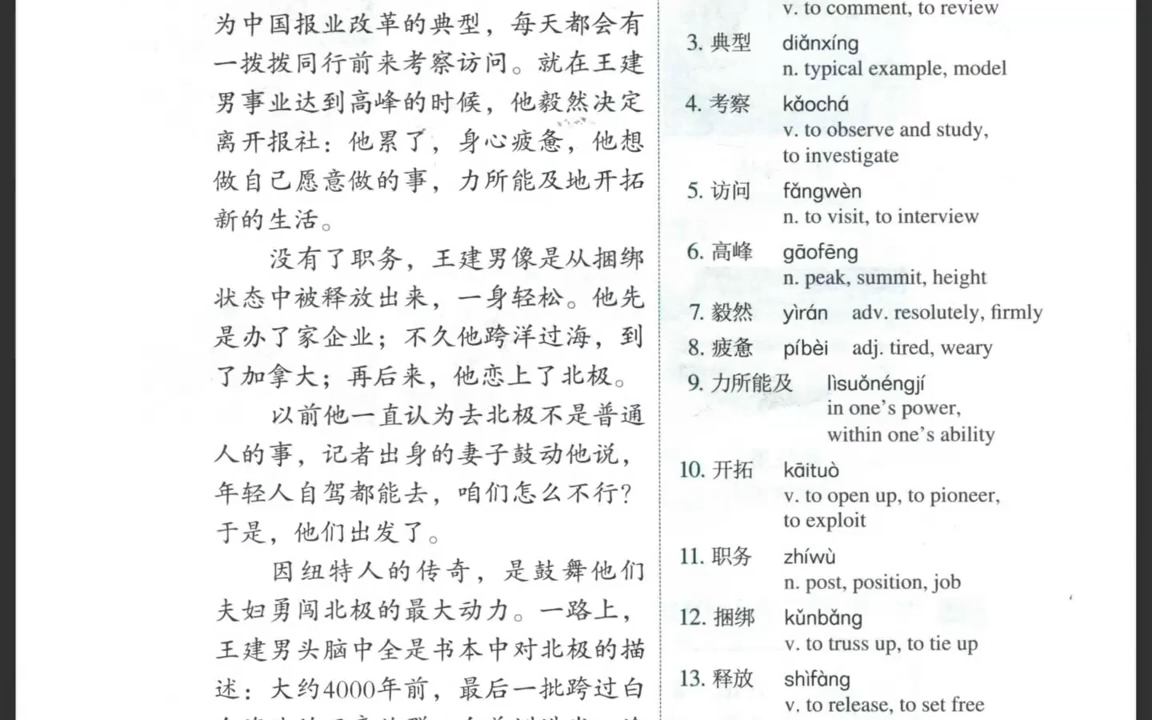 为中国报业改革的典型，每天都会有
一拨拨同行前来考察访问。就在王建
男事业达到高峰的时候，他毅然决定
离开报社：他累了，身心疲惫，他想
做自己愿意做的事，力所能及地开拓
新的生活。
没有了职务，王建男像是从捆绑
状态中被释放出来，一身轻松。他先
是办了家企业；不久他跨洋过海，到
了加拿大；再后来，他恋上了北极。
以前他一直认为去北极不是普通
人的事，记者出身的妻子鼓动他说，
年轻人自驾都能去，咱们怎么不行？
于是，他们出发了。
因纽特人的传奇，是鼓舞他们
夫妇勇闯北极的最大动力。一路上，
王建男头脑中全是书本中对北极的描
述：大约4000年前，最后一批跨过白
v. to comment, to review
3. 典型 diǎnxíng
n. typical example, model
4. 考察 kǎochá
v. to observe and study,
to investigate
5. 访问 fǎngwèn
n. to visit, to interview
6. 高峰 gāofēng
n. peak, summit, height
7. 毅然 yìrán adv. resolutely, firmly
8. 疲惫 píbèi adj. tired, weary
9. 力所能及 lìsuǒnéngjí
in one's power,
within one's ability
10. 开拓 kāituò
v. to open up, to pioneer,
to exploit
11. 职务 zhíwù
n. post, position, job
12. 捆绑 kǔnbǎng
v. to truss up, to tie up
13. 释放 shìfàng
v. to release, to set free